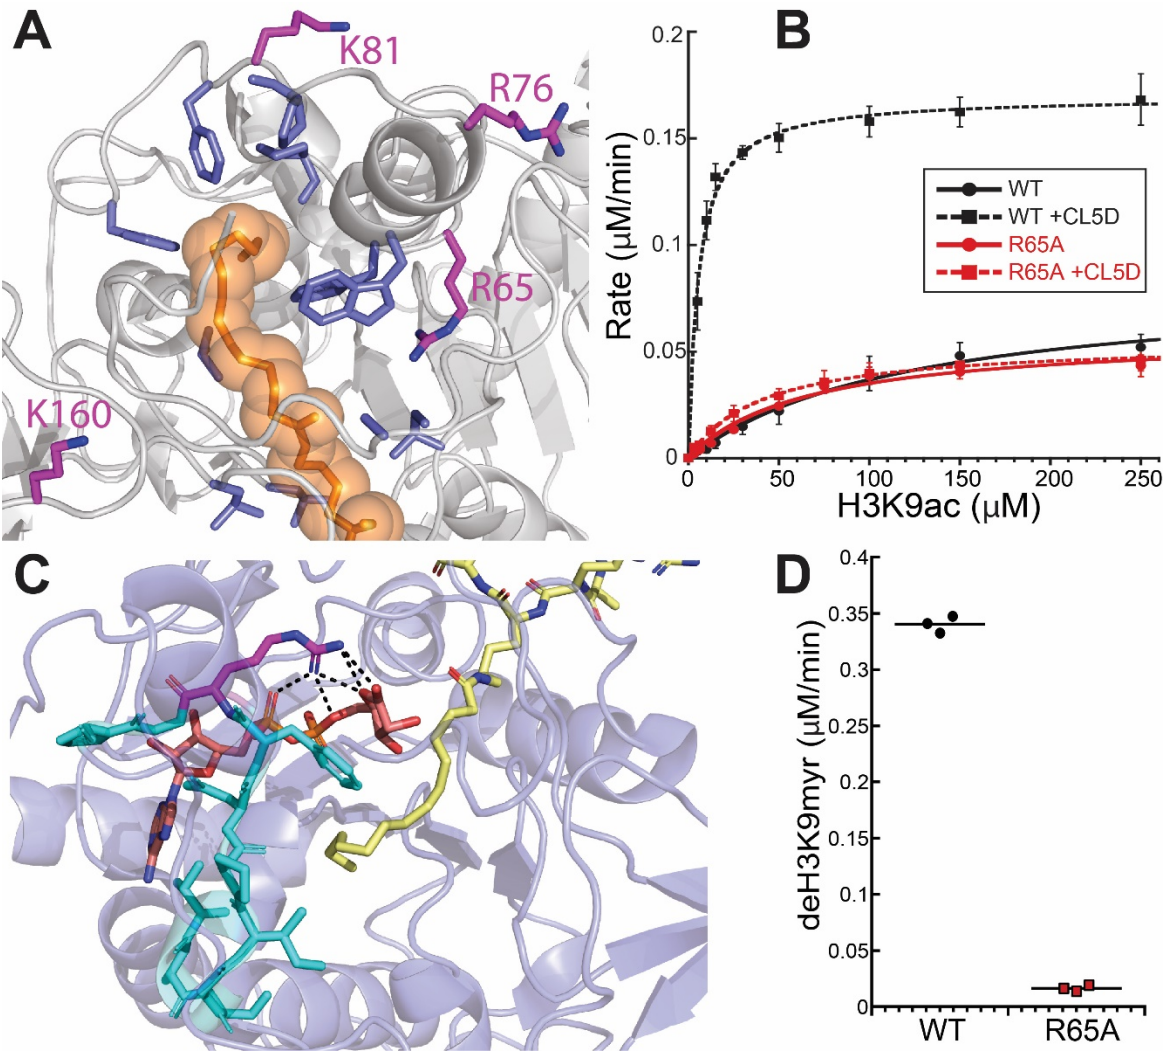 A
K81
R76
R65
K160
B
0.2
0.15
0.1
0.05
0
Rate (µM/min)
WT
WT +CL5D
R65A
R65A +CL5D
0 50 100 150 200 250
H3K9ac (µM)
C
D
0.4
0.35
0.3
0.25
0.2
0.15
0.1
0.05
0
deH3K9myr (µM/min)
WT R65A